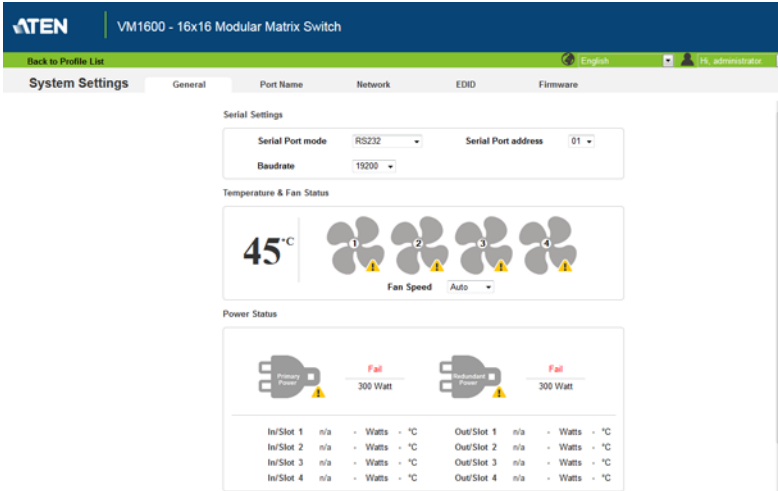 ATEN VM1600 - 16x16 Modular Matrix Switch
Back to Profile List English Hi, administrator
System Settings General Port Name Network EDID Firmware
Serial Settings
Serial Port mode RS232 Serial Port address 01
Baudrate 19200
Temperature & Fan Status
45°C 1 2 3 4
Fan Speed Auto
Power Status
Primary Power Fail Redundant Power Fail
300 Watt 300 Watt
In/Slot 1 n/a - Watts - °C Out/Slot 1 n/a - Watts - °C
In/Slot 2 n/a - Watts - °C Out/Slot 2 n/a - Watts - °C
In/Slot 3 n/a - Watts - °C Out/Slot 3 n/a - Watts - °C
In/Slot 4 n/a - Watts - °C Out/Slot 4 n/a - Watts - °C